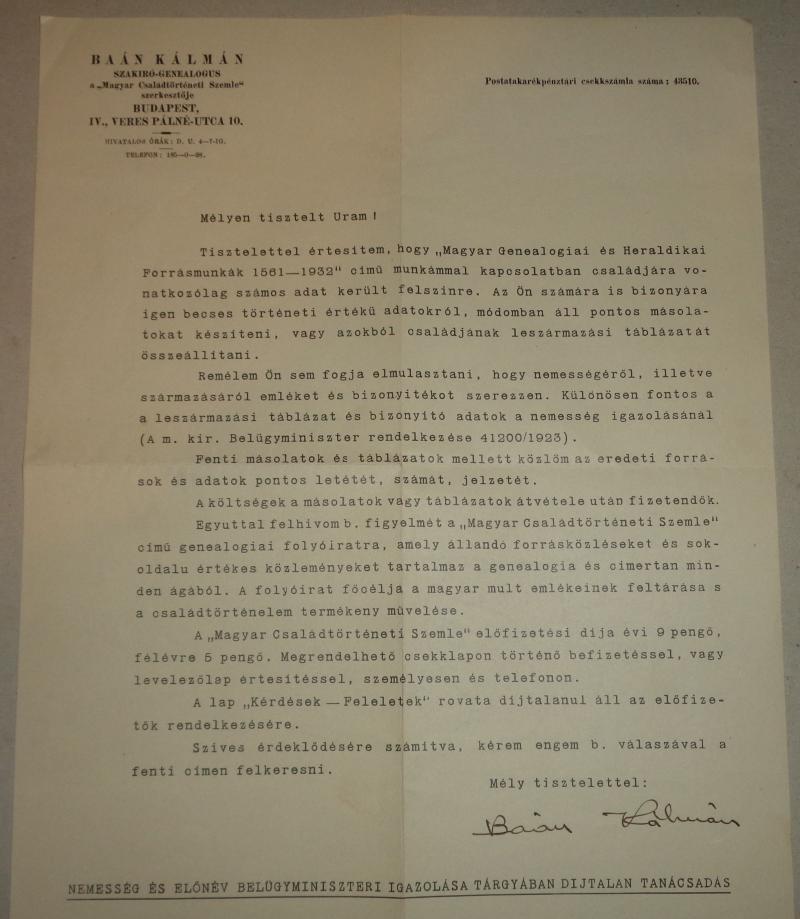 BAÁN KÁLMÁN
SZAKIRÓ-GENEALOGUS
a „Magyar Családtörténeti Szemle“
szerkesztője
BUDAPEST,
IV., VERES PÁLNÉ-UTCA 10.
HIVATALOS ÓRÁK: D. U. 4—7-IG.
TELEFON: 185—0—98.
Postatakarékpénztári csekkszámla száma: 43510.
Mélyen tisztelt Uram!
Tisztelettel értesitem, hogy „Magyar Genealogiai és Heraldikai
Forrásmunkák 1561—1932“ cimű munkámmal kapcsolatban családjára vo-
natkozólag számos adat került felszinre. Az Ön számára is bizonyára
igen becses történeti értékű adatokról, módomban áll pontos másola-
tokat késziteni, vagy azokból családjának leszármazási táblázatát
összeállitani.
Remélem Ön sem fogja elmulasztani, hogy nemességéről, illetve
származásáról emléket és bizonyitékot szerezzen. Különösen fontos a
a leszármazási táblázat és bizonyitó adatok a nemesség igazolásánál
(A m. kir. Belügyminiszter rendelkezése 41200/1923).
Fenti másolatok és táblázatok mellett közlöm az eredeti forrá-
sok és adatok pontos letétét, számát, jelzetét.
A költségek a másolatok vagy táblázatok átvétele után fizetendők.
Egyuttal felhivom b. figyelmét a „Magyar Családtörténeti Szemle“
cimű genealogiai folyóiratra, amely állandó forrásközléseket és sok-
oldalu értékes közleményeket tartalmaz a genealogia és cimertan min-
den ágából. A folyóirat főcélja a magyar mult emlékeinek feltárása s
a családtörténelem termékeny művelése.
A „Magyar Családtörténeti Szemle“ előfizetési dija évi 9 pengő,
félévre 5 pengő. Megrendelhető csekklapon történő befizetéssel, vagy
levelezőlap értesitéssel, személyesen és telefonon.
A lap „Kérdések — Feleletek“ rovata dijtalanul áll az előfize-
tők rendelkezésére.
Szives érdeklődésére számitva, kérem engem b. válaszával a
fenti cimen felkeresni.
Mély tisztelettel:
Baán Kálmán
NEMESSÉG ÉS ELŐNÉV BELÜGYMINISZTERI IGAZOLÁSA TÁRGYÁBAN DIJTALAN TANÁCSADÁS